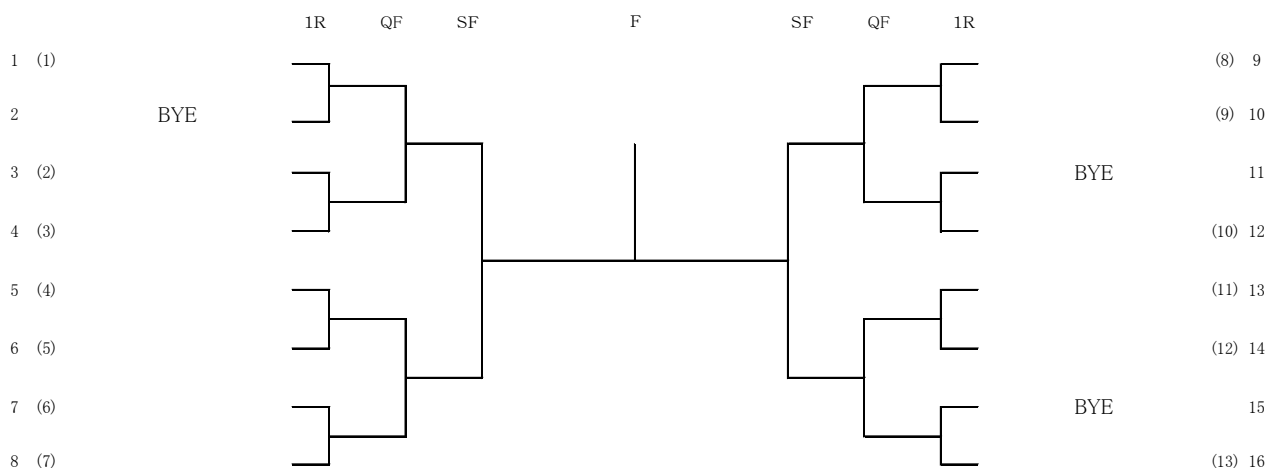 1R QF SF F SF QF 1R
1 (1) (8) 9
2 BYE (9) 10
3 (2) BYE 11
4 (3) (10) 12
5 (4) (11) 13
6 (5) (12) 14
7 (6) BYE 15
8 (7) (13) 16